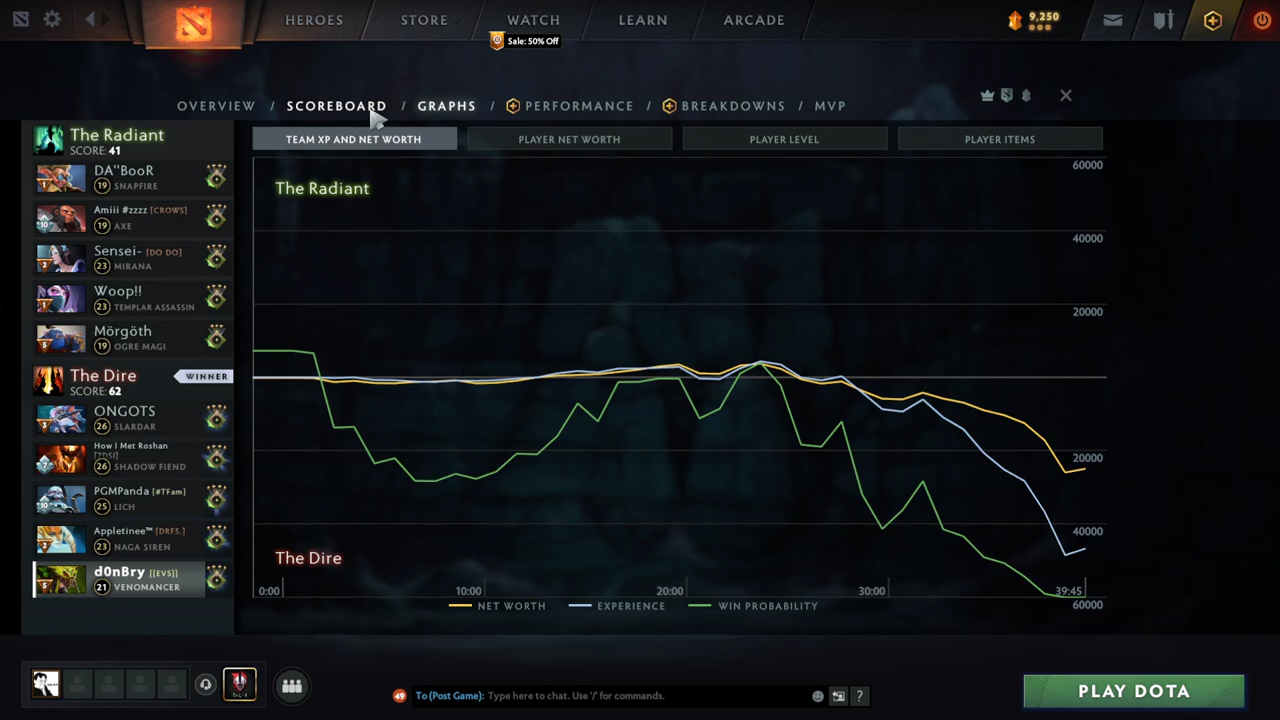 HEROES
STORE
WATCH
LEARN
ARCADE
9,250
Sale: 50% Off
OVERVIEW / SCOREBOARD / GRAPHS / PERFORMANCE / BREAKDOWNS / MVP
TEAM XP AND NET WORTH
PLAYER NET WORTH
PLAYER LEVEL
PLAYER ITEMS
The Radiant
SCORE: 41
DA"BooR
19 SNAPFIRE
Amiii #zzzz [CROWS]
19 AXE
Sensei- [DO DO]
23 MIRANA
Woop!!
23 TEMPLAR ASSASSIN
Mörgöth
19 OGRE MAGI
The Dire
WINNER
SCORE: 62
ONGOTS
26 SLARDAR
How I Met Roshan
[ZDSI]
26 SHADOW FIEND
PGMPanda [#TFam]
25 LICH
Appletinee™ [DRFS.]
23 NAGA SIREN
d0nBry [[EVS]]
21 VENOMANCER
The Radiant
60000
40000
20000
20000
40000
60000
The Dire
0:00
10:00
20:00
30:00
39:45
NET WORTH
EXPERIENCE
WIN PROBABILITY
49
To (Post Game): Type here to chat. Use '/' for commands.
?
PLAY DOTA